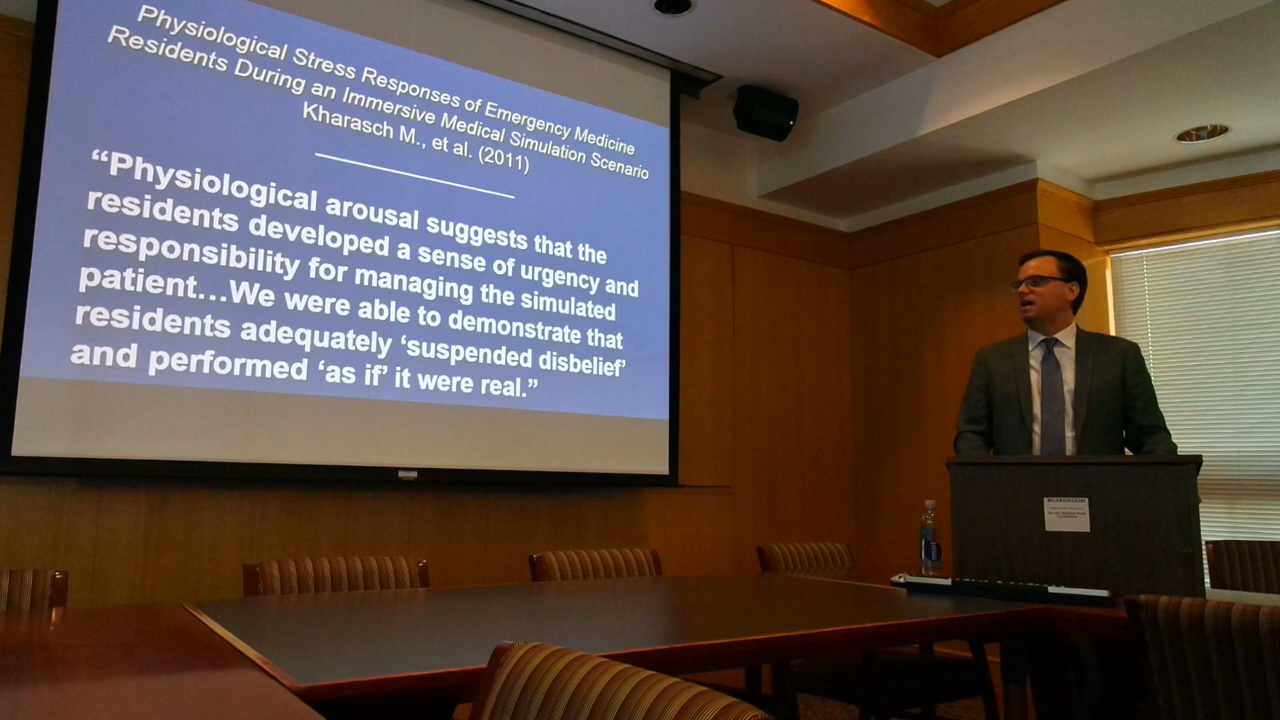 Physiological Stress Responses of Emergency Medicine
Residents During an Immersive Medical Simulation Scenario
Kharasch M., et al. (2011)
“Physiological arousal suggests that the
residents developed a sense of urgency and
responsibility for managing the simulated
patient…We were able to demonstrate that
residents adequately ‘suspended disbelief’
and performed ‘as if’ it were real.”
BOARDROOM